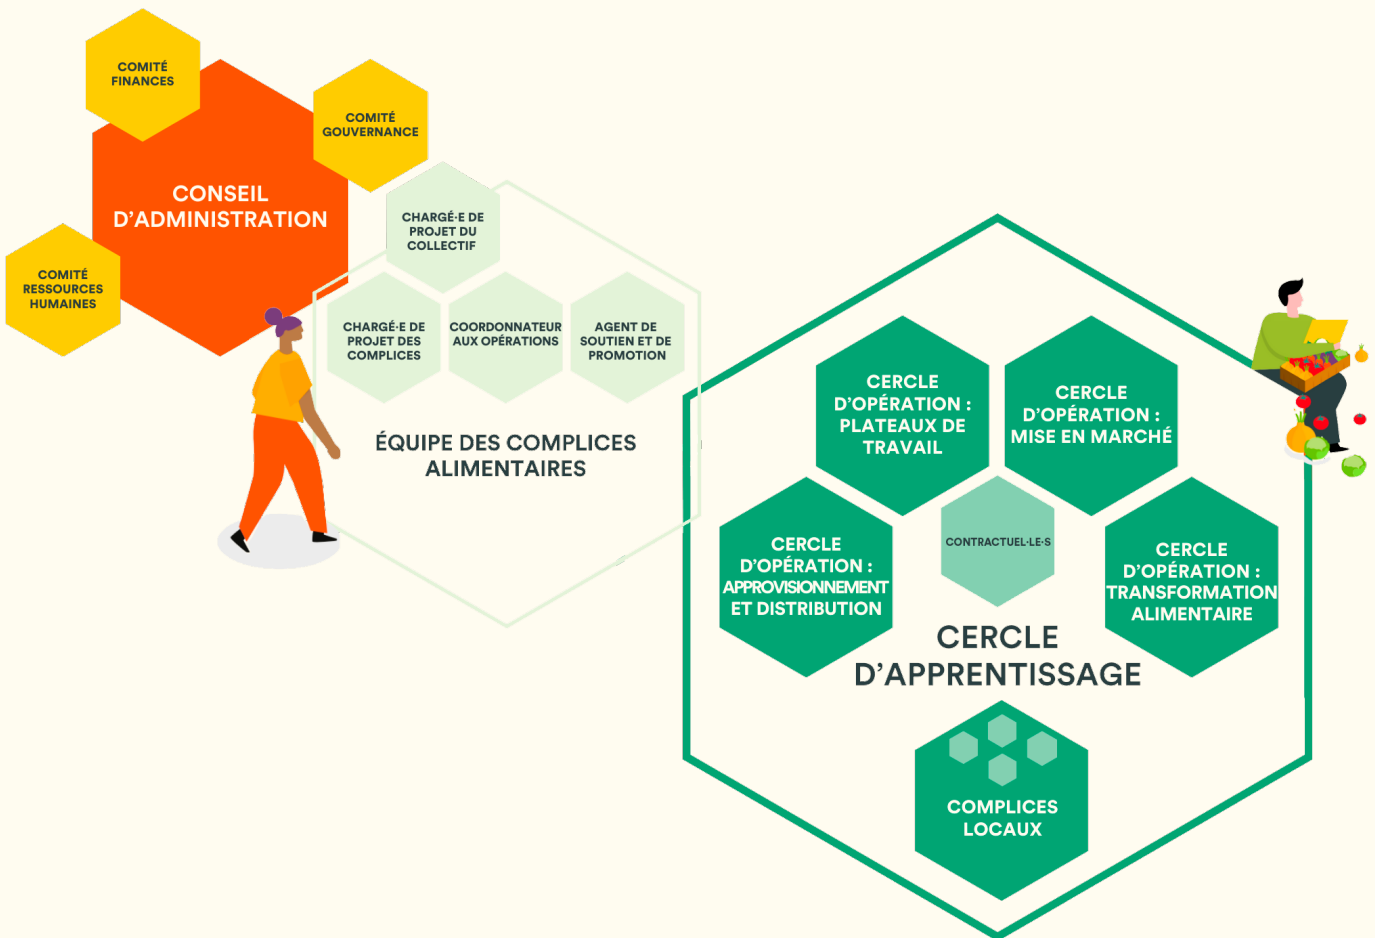 COMITÉ
FINANCES
COMITÉ
GOUVERNANCE
CONSEIL
D'ADMINISTRATION
COMITÉ
RESSOURCES
HUMAINES
CHARGÉ·E DE
PROJET DU
COLLECTIF
CHARGÉ·E DE
PROJET DES
COMPLICES
COORDONNATEUR
AUX OPÉRATIONS
AGENT DE
SOUTIEN ET DE
PROMOTION
ÉQUIPE DES COMPLICES
ALIMENTAIRES
CERCLE
D'OPÉRATION :
PLATEAUX DE
TRAVAIL
CERCLE
D'OPÉRATION :
MISE EN MARCHÉ
CERCLE
D'OPÉRATION :
APPROVISIONNEMENT
ET DISTRIBUTION
CONTRACTUEL·LE·S
CERCLE
D'OPÉRATION :
TRANSFORMATION
ALIMENTAIRE
CERCLE
D'APPRENTISSAGE
COMPLICES
LOCAUX